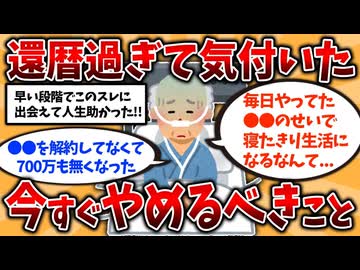 還暦過ぎて気付いた
早い段階でこのスレに
出会えて人生助かった!!
●●を解約してなくて
700万も無くなった
毎日やってた
●●のせいで
寝たきり生活に
なるなんて…
今すぐやめるべきこと